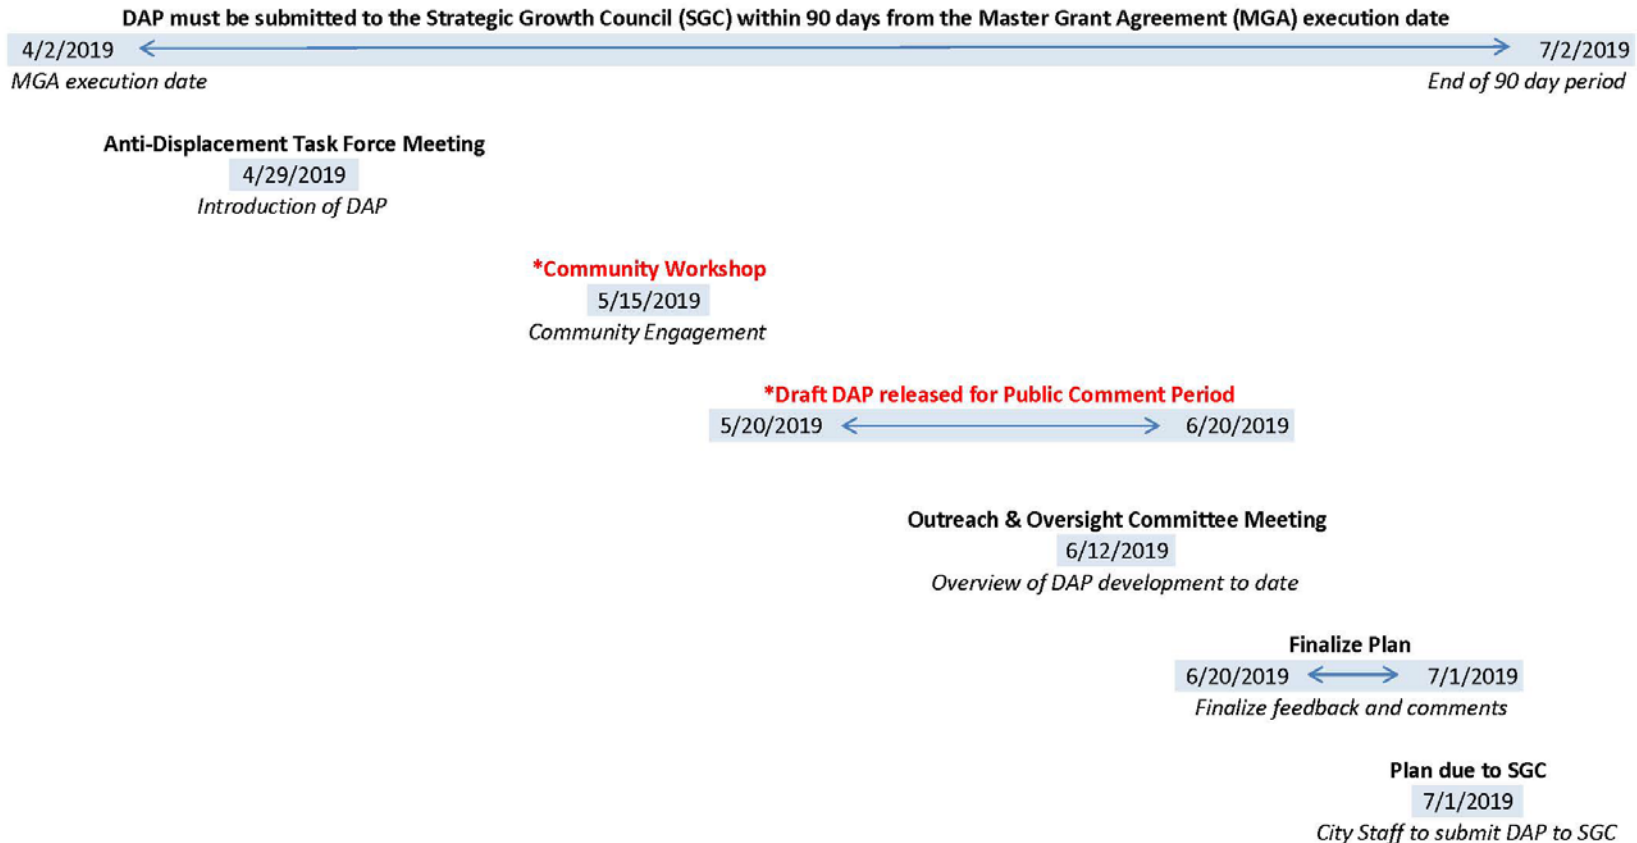 DAP must be submitted to the Strategic Growth Council (SGC) within 90 days from the Master Grant Agreement (MGA) execution date
4/2/2019 7/2/2019
MGA execution date End of 90 day period
Anti-Displacement Task Force Meeting
4/29/2019
Introduction of DAP
*Community Workshop
5/15/2019
Community Engagement
*Draft DAP released for Public Comment Period
5/20/2019 6/20/2019
Outreach & Oversight Committee Meeting
6/12/2019
Overview of DAP development to date
Finalize Plan
6/20/2019 7/1/2019
Finalize feedback and comments
Plan due to SGC
7/1/2019
City Staff to submit DAP to SGC